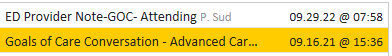 ED Provider Note-GOC- Attending P. Sud 09.29.22 @ 07:58
Goals of Care Conversation - Advanced Car... 09.16.21 @ 15:36